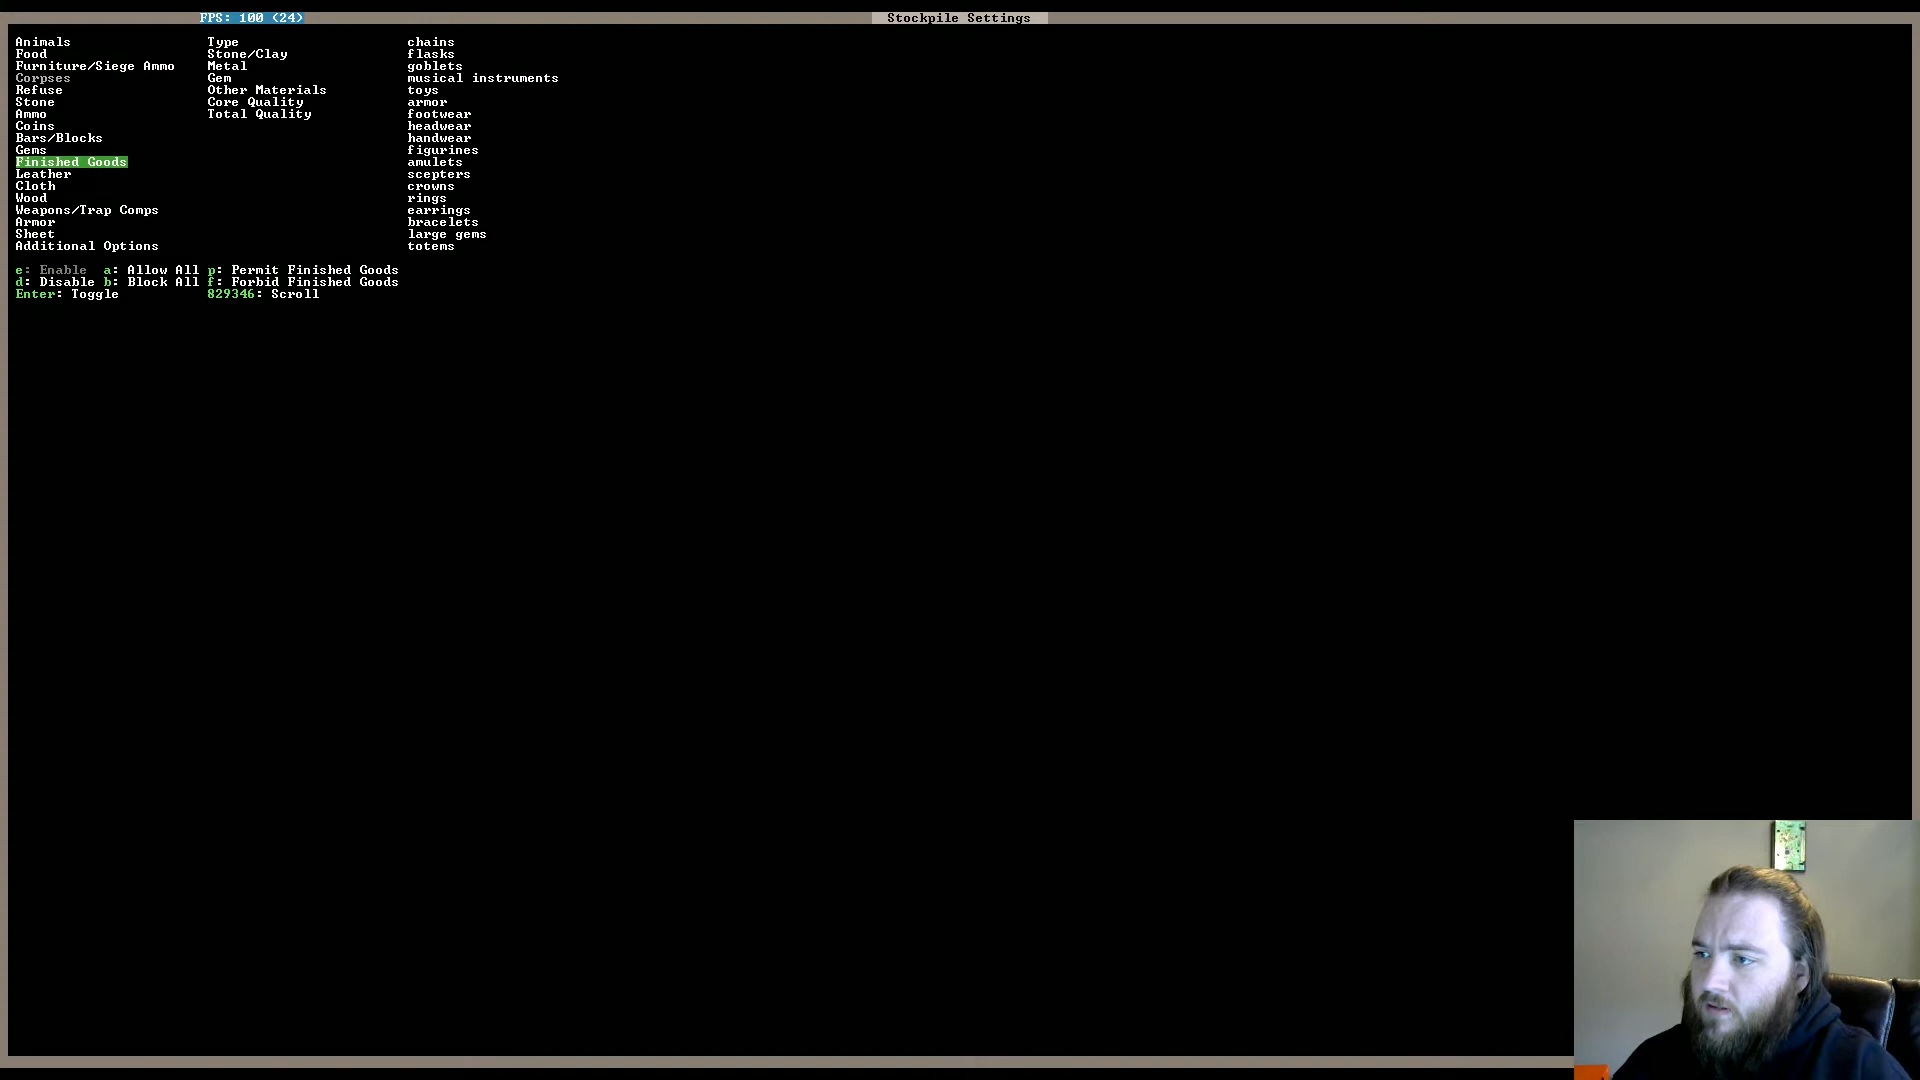 FPS: 100 (24) Stockpile Settings
Animals Type chains
Food Stone/Clay flasks
Furniture/Siege Ammo Metal goblets
Corpses Gem musical instruments
Refuse Other Materials toys
Stone Core Quality armor
Ammo Total Quality footwear
Coins headwear
Bars/Blocks handwear
Gems figurines
Finished Goods amulets
Leather scepters
Cloth crowns
Wood rings
Weapons/Trap Comps earrings
Armor bracelets
Sheet large gems
Additional Options totems
e: Enable a: Allow All p: Permit Finished Goods
d: Disable b: Block All f: Forbid Finished Goods
Enter: Toggle 829346: Scroll